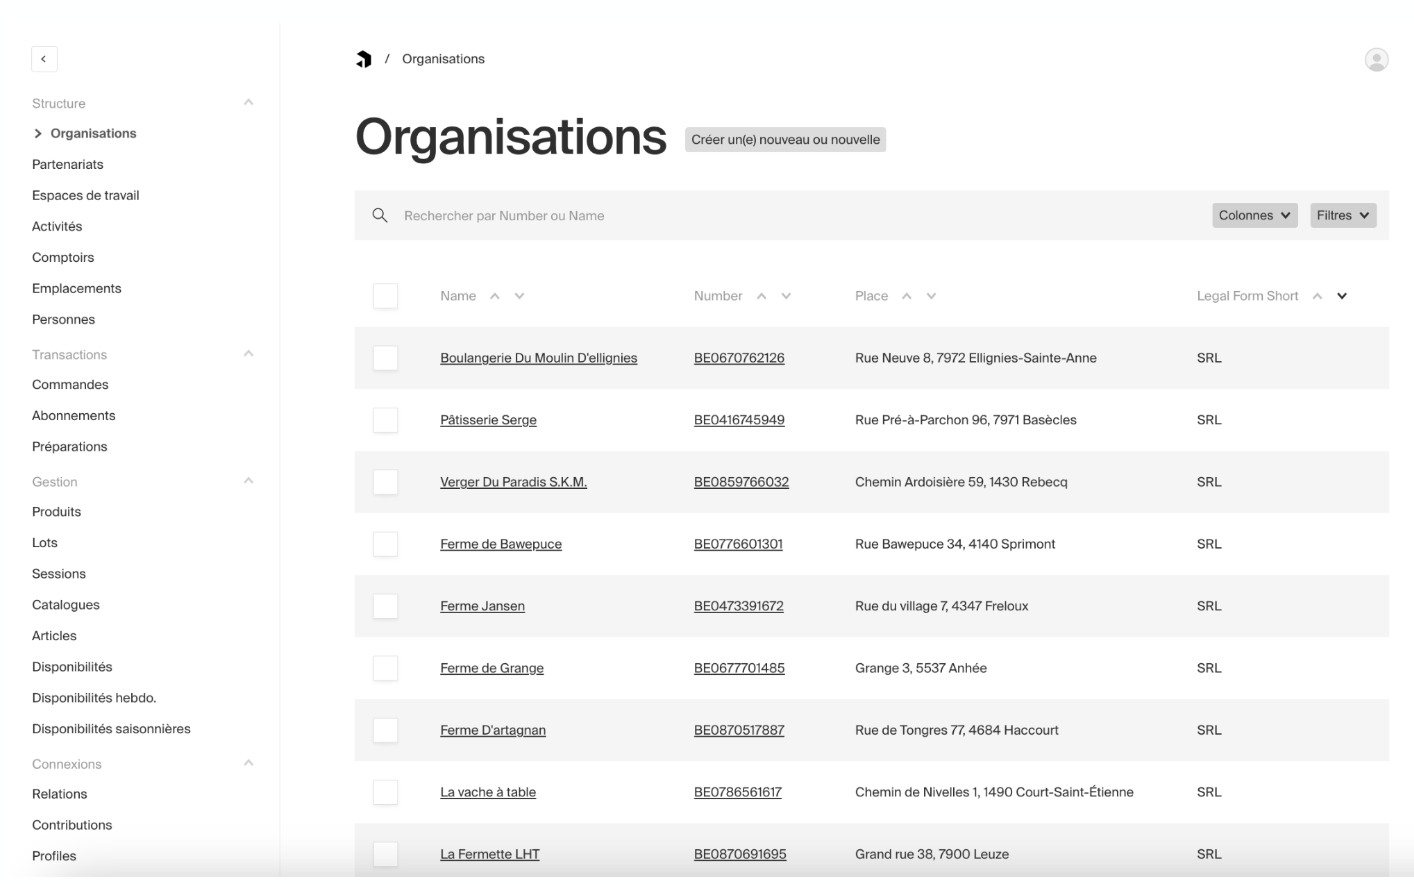 / Organisations
Structure
Organisations
Partenariats
Espaces de travail
Activités
Comptoirs
Emplacements
Personnes
Transactions
Commandes
Abonnements
Préparations
Gestion
Produits
Lots
Sessions
Catalogues
Articles
Disponibilités
Disponibilités hebdo.
Disponibilités saisonnières
Connexions
Relations
Contributions
Profiles
Organisations Créer un(e) nouveau ou nouvelle
Rechercher par Number ou Name Colonnes Filtres
Name Number Place Legal Form Short
Boulangerie Du Moulin D'ellignies BE0670762126 Rue Neuve 8, 7972 Ellignies-Sainte-Anne SRL
Pâtisserie Serge BE0416745949 Rue Pré-à-Parchon 96, 7971 Basècles SRL
Verger Du Paradis S.K.M. BE0859766032 Chemin Ardoisière 59, 1430 Rebecq SRL
Ferme de Bawepuce BE0776601301 Rue Bawepuce 34, 4140 Sprimont SRL
Ferme Jansen BE0473391672 Rue du village 7, 4347 Freloux SRL
Ferme de Grange BE0677701485 Grange 3, 5537 Anhée SRL
Ferme D'artagnan BE0870517887 Rue de Tongres 77, 4684 Haccourt SRL
La vache à table BE0786561617 Chemin de Nivelles 1, 1490 Court-Saint-Étienne SRL
La Fermette LHT BE0870691695 Grand rue 38, 7900 Leuze SRL